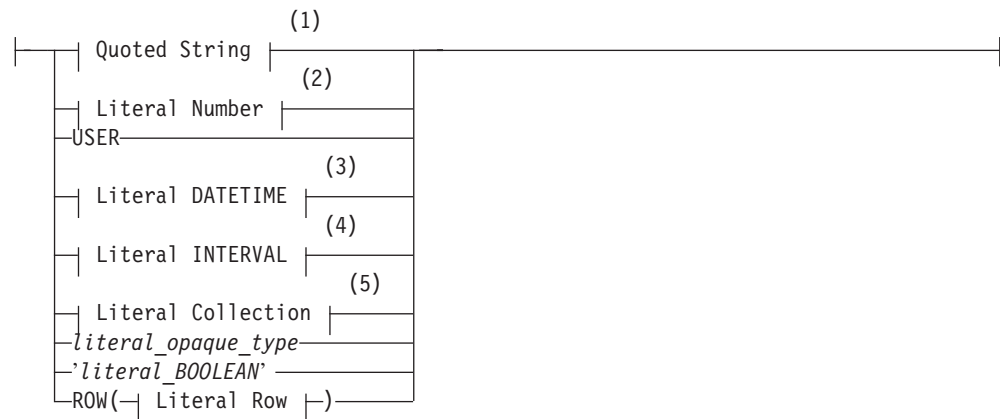 (1)
Quoted String
(2)
Literal Number
USER
(3)
Literal DATETIME
(4)
Literal INTERVAL
(5)
Literal Collection
literal_opaque_type
’literal_BOOLEAN’
ROW( Literal Row )